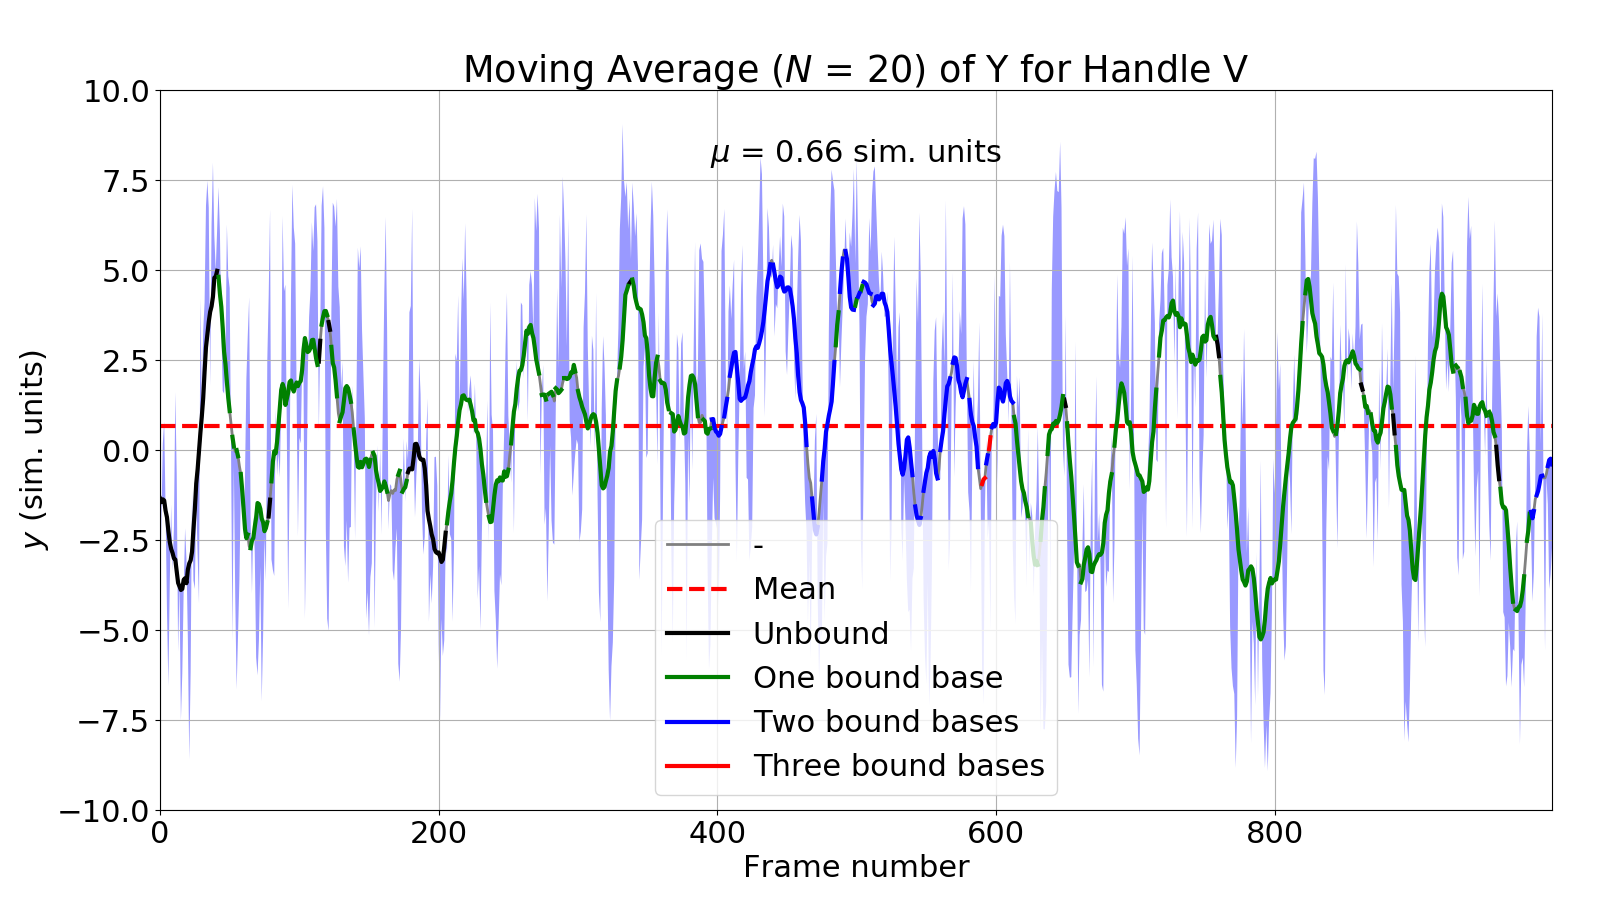 Moving Average (N = 20) of Y for Handle V
μ = 0.66 sim. units
10.0
7.5
5.0
2.5
0.0
−2.5
−5.0
−7.5
−10.0
y (sim. units)
-
Mean
Unbound
One bound base
Two bound bases
Three bound bases
0 200 400 600 800
Frame number